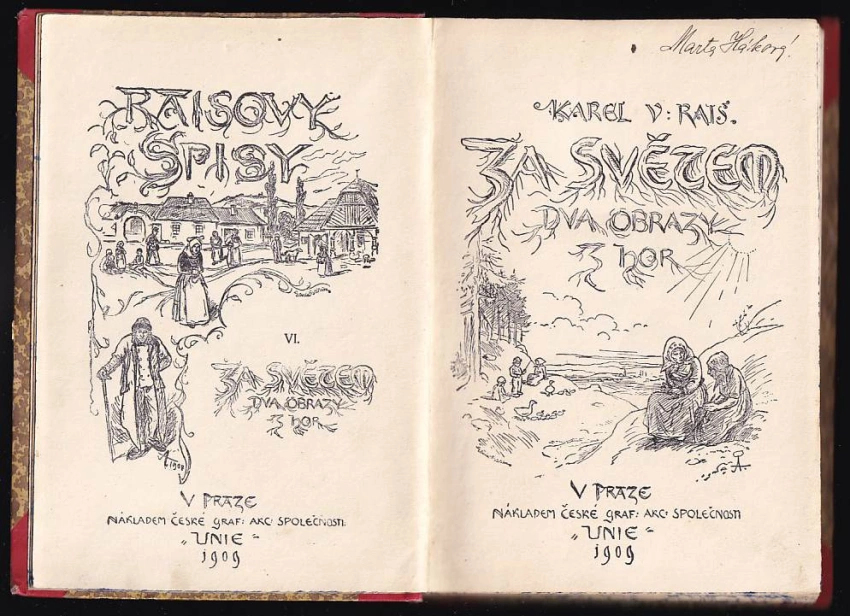 RAISOVY
SPISY
VI.
ZA SVĚTEM
DVA OBRAZY
Z HOR
V PRAZE
NÁKLADEM ČESKÉ GRAF: AKC: SPOLEČNOSTI
„UNIE“
1909
Marta Hálková
KAREL V: RAIS.
ZA SVĚTEM
DVA OBRAZY
Z HOR
V PRAZE
NÁKLADEM ČESKÉ GRAF: AKC: SPOLEČNOSTI
„UNIE“
1909